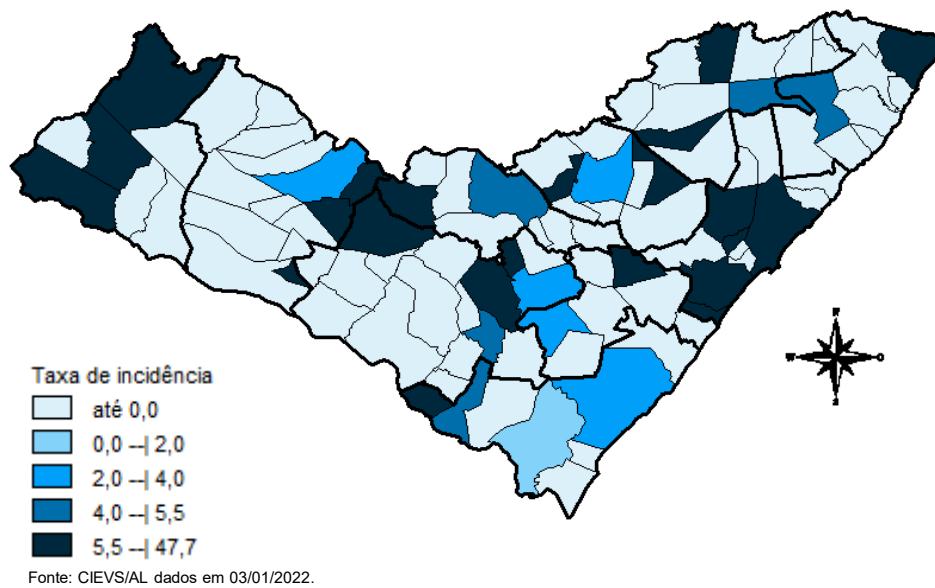 N
W
O
S
Taxa de incidência
até 0,0
0,0 --| 2,0
2,0 --| 4,0
4,0 --| 5,5
5,5 --| 47,7
Fonte: CIEVS/AL dados em 03/01/2022.